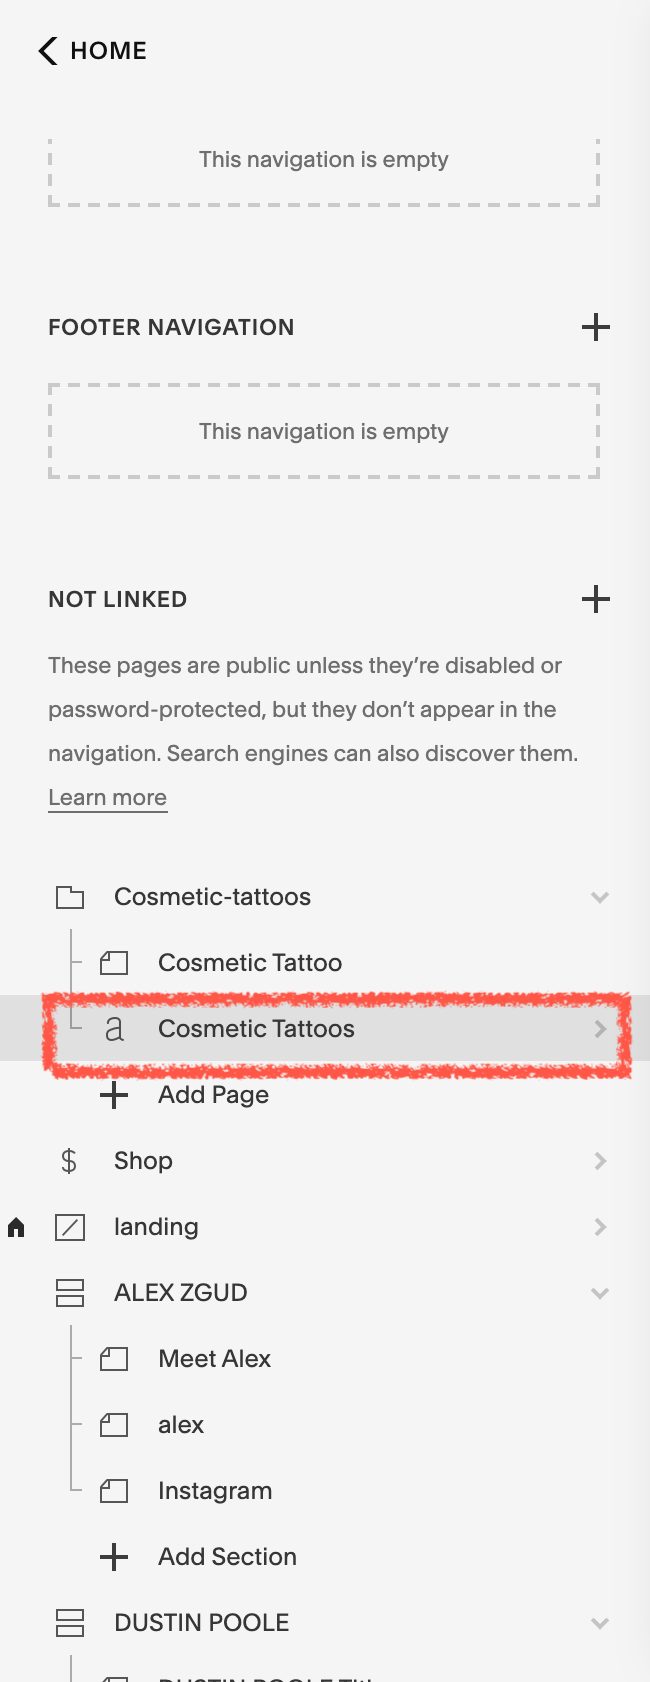 HOME
This navigation is empty
FOOTER NAVIGATION
This navigation is empty
NOT LINKED
These pages are public unless they’re disabled or
password-protected, but they don’t appear in the
navigation. Search engines can also discover them.
Learn more
Cosmetic-tattoos
Cosmetic Tattoo
a Cosmetic Tattoos
Add Page
$ Shop
landing
ALEX ZGUD
Meet Alex
alex
Instagram
Add Section
DUSTIN POOLE
DUSTIN POOLE